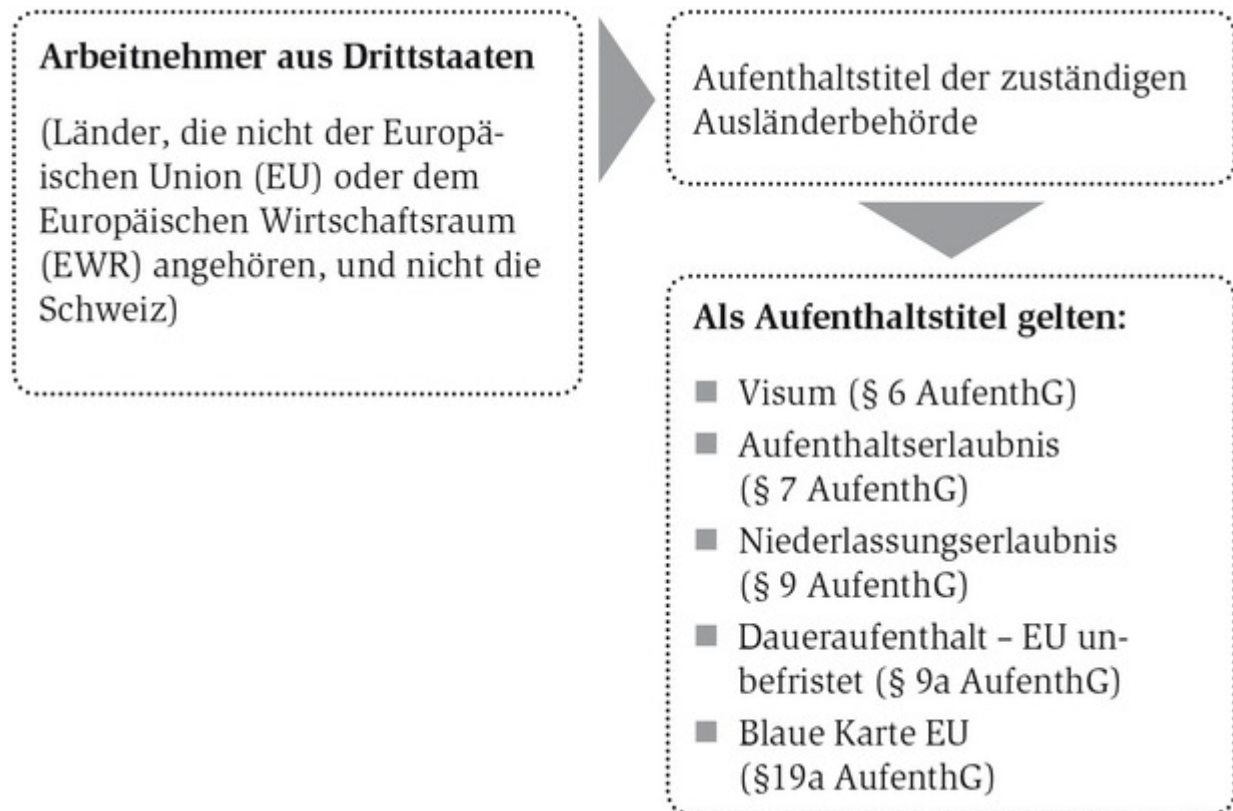 Arbeitnehmer aus Drittstaaten
(Länder, die nicht der Europä-
ischen Union (EU) oder dem
Europäischen Wirtschaftsraum
(EWR) angehören, und nicht die
Schweiz)
Aufenthaltstitel der zuständigen
Ausländerbehörde
Als Aufenthaltstitel gelten:
■ Visum (§ 6 AufenthG)
■ Aufenthaltserlaubnis
(§ 7 AufenthG)
■ Niederlassungserlaubnis
(§ 9 AufenthG)
■ Daueraufenthalt – EU un-
befristet (§ 9a AufenthG)
■ Blaue Karte EU
(§19a AufenthG)